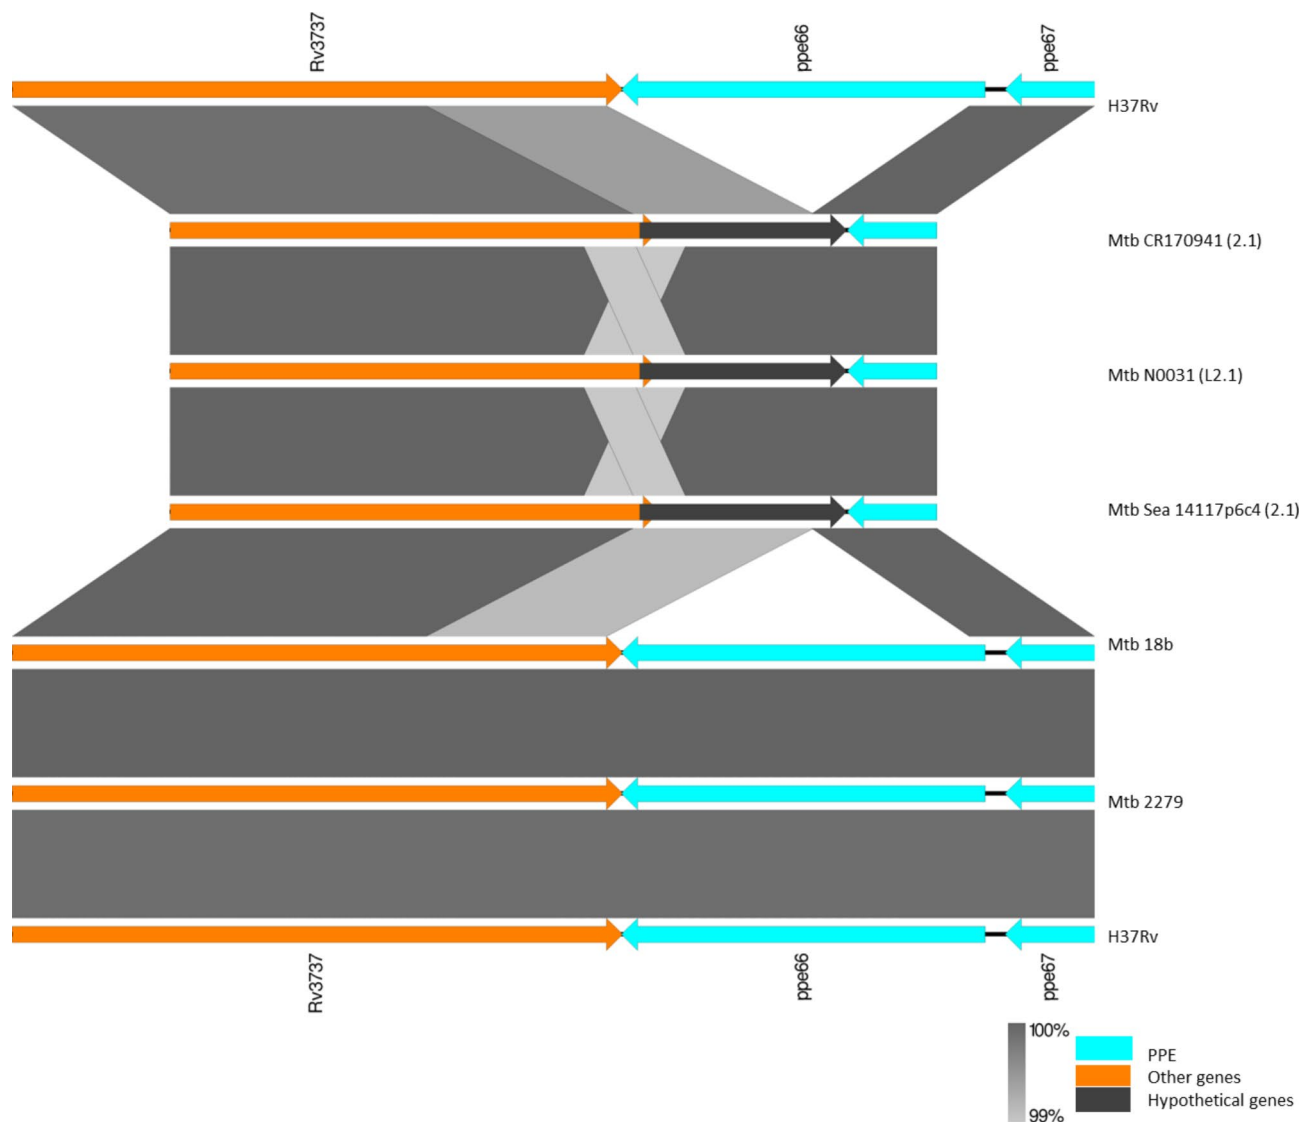 Rv3737
ppe66
ppe67
H37Rv
Mtb CR170941 (2.1)
Mtb N0031 (L2.1)
Mtb Sea 14117p6c4 (2.1)
Mtb 18b
Mtb 2279
H37Rv
Rv3737
ppe66
ppe67
100%
99%
PPE
Other genes
Hypothetical genes